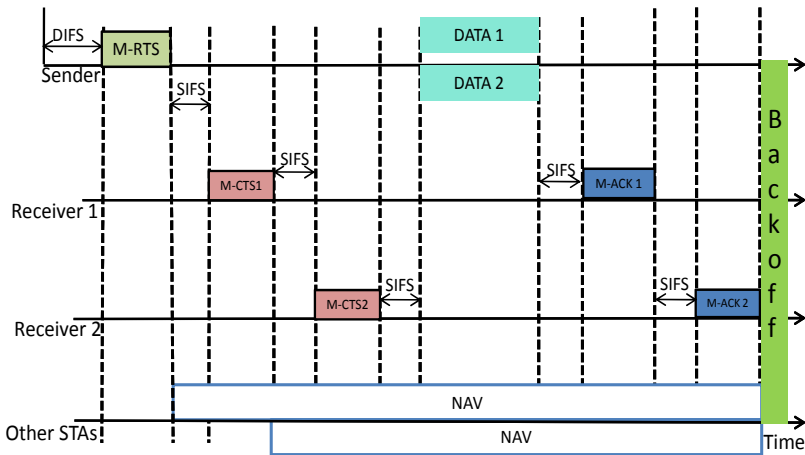 DIFS
M-RTS
DATA 1
Sender
DATA 2
SIFS
SIFS
M-CTS1
SIFS
M-ACK 1
Receiver 1
SIFS
SIFS
M-CTS2
M-ACK 2
Receiver 2
Backoff
NAV
Other STAs
NAV
Time